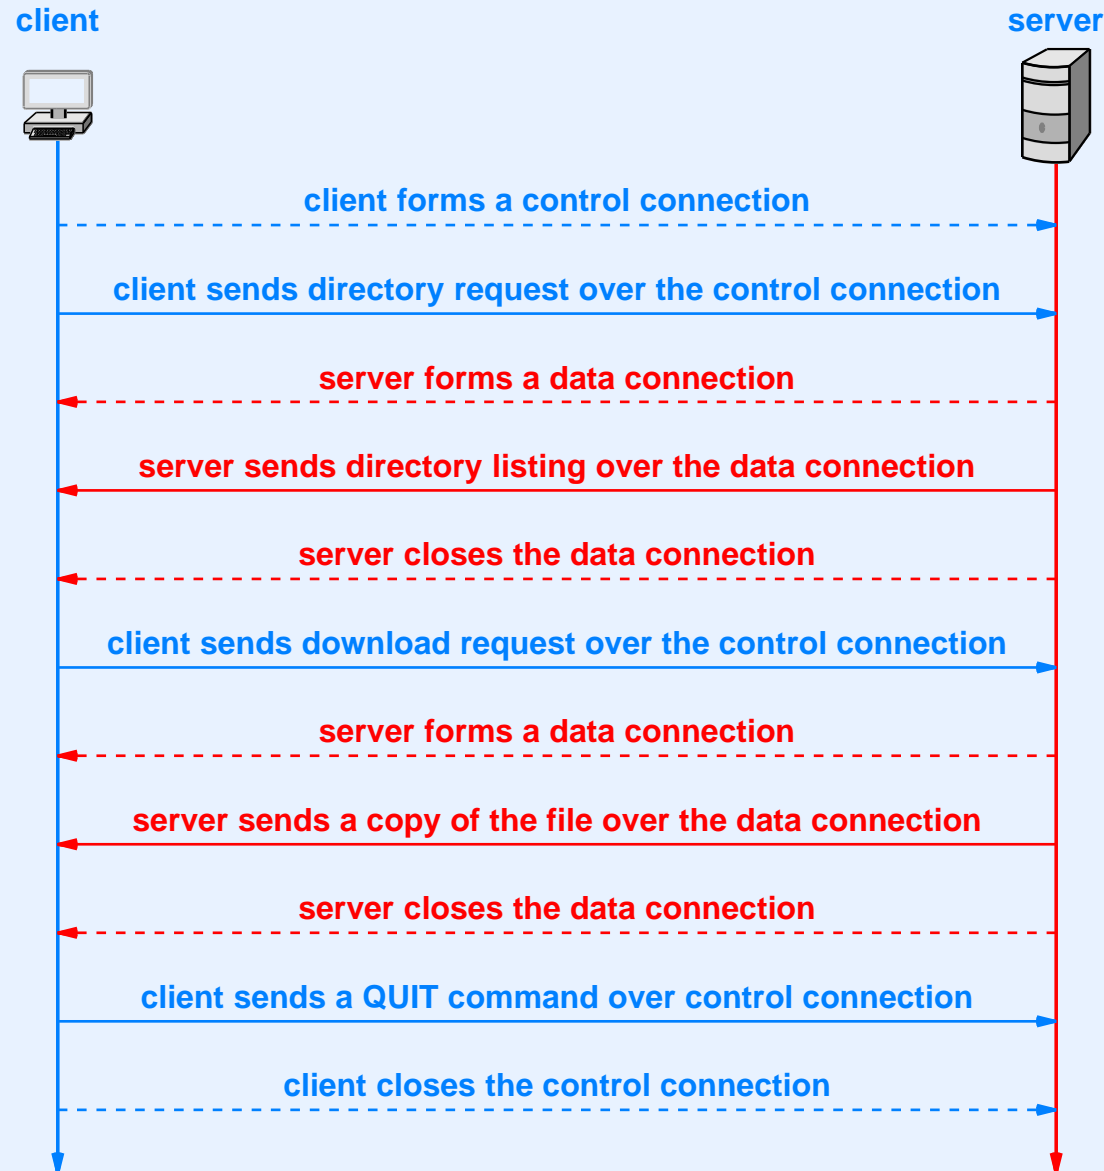 client
server
client forms a control connection
client sends directory request over the control connection
server forms a data connection
server sends directory listing over the data connection
server closes the data connection
client sends download request over the control connection
server forms a data connection
server sends a copy of the file over the data connection
server closes the data connection
client sends a QUIT command over control connection
client closes the control connection